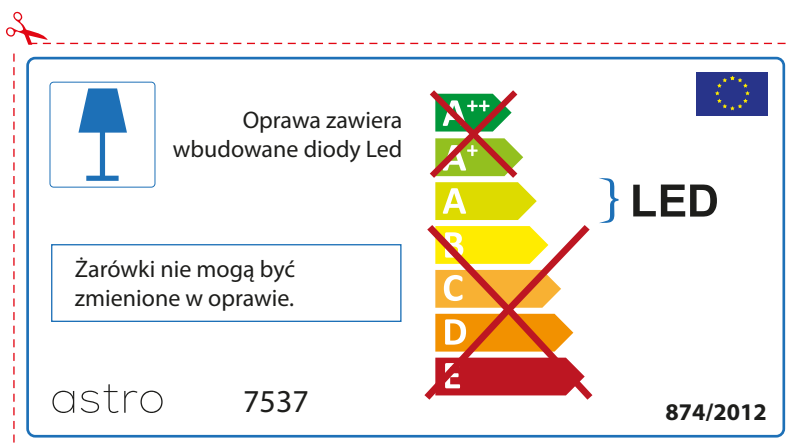 Oprawa zawiera
wbudowane diody Led
A++
A+
A
B
C
D
E
LED
Żarówki nie mogą być
zmienione w oprawie.
astro
7537
874/2012